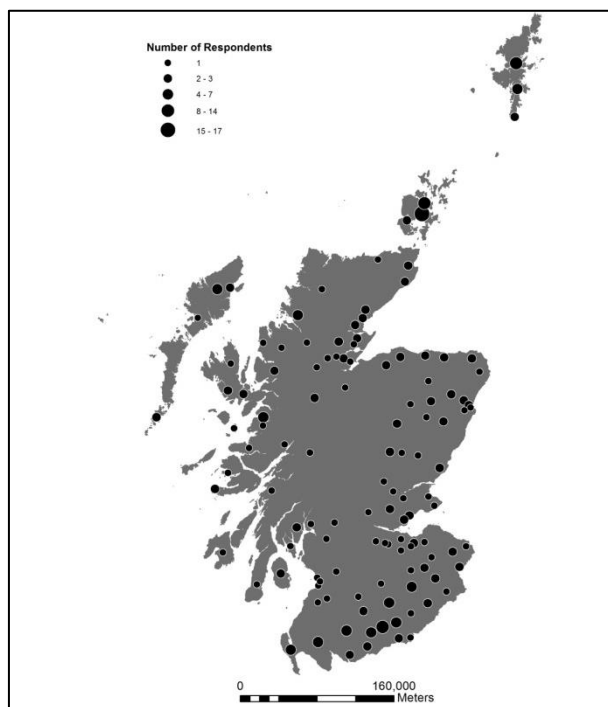 Number of Respondents
1
2 - 3
4 - 7
8 - 14
15 - 17
0 160,000
Meters